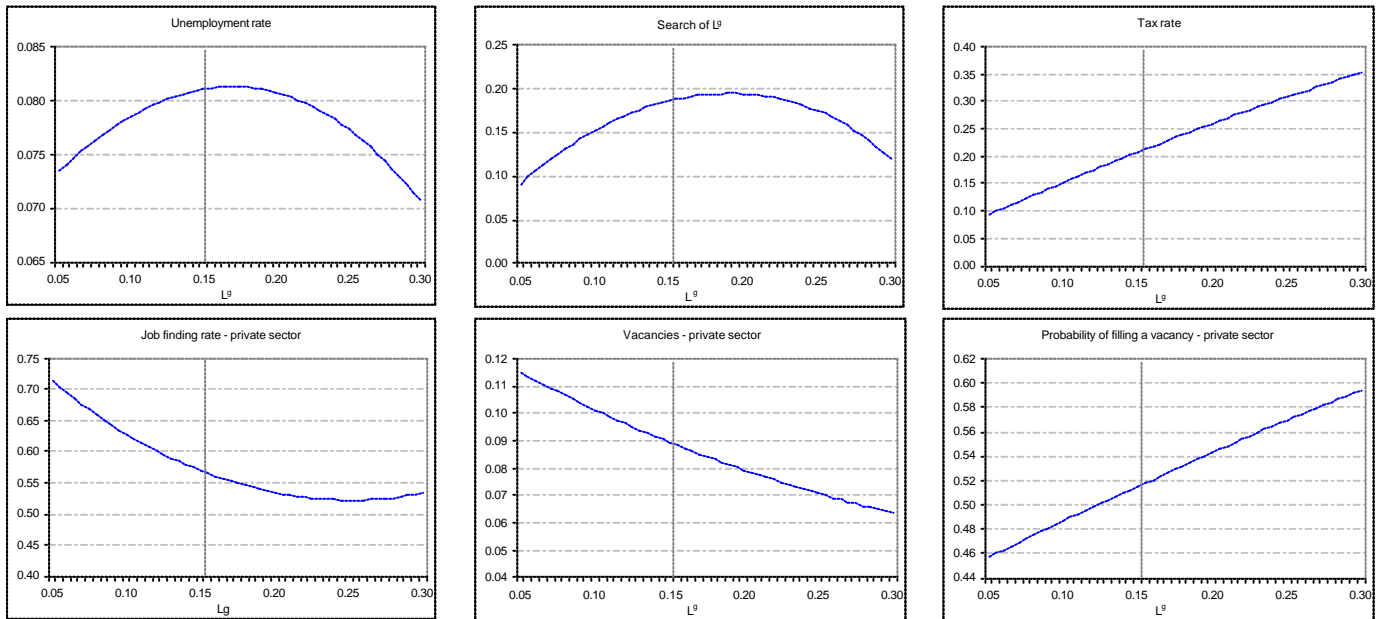 Unemployment rate
0.085
0.080
0.075
0.070
0.065
0.05 0.10 0.15 0.20 0.25 0.30
Lᵍ
Search of Lᵍ
0.25
0.20
0.15
0.10
0.05
0.00
0.05 0.10 0.15 0.20 0.25 0.30
Lᵍ
Tax rate
0.40
0.35
0.30
0.25
0.20
0.15
0.10
0.05
0.00
0.05 0.10 0.15 0.20 0.25 0.30
Lᵍ
Job finding rate - private sector
0.75
0.70
0.65
0.60
0.55
0.50
0.45
0.40
0.05 0.10 0.15 0.20 0.25 0.30
Lg
Vacancies - private sector
0.12
0.11
0.10
0.09
0.08
0.07
0.06
0.05
0.04
0.05 0.10 0.15 0.20 0.25 0.30
Lᵍ
Probability of filling a vacancy - private sector
0.62
0.60
0.58
0.56
0.54
0.52
0.50
0.48
0.46
0.44
0.05 0.10 0.15 0.20 0.25 0.30
Lᵍ